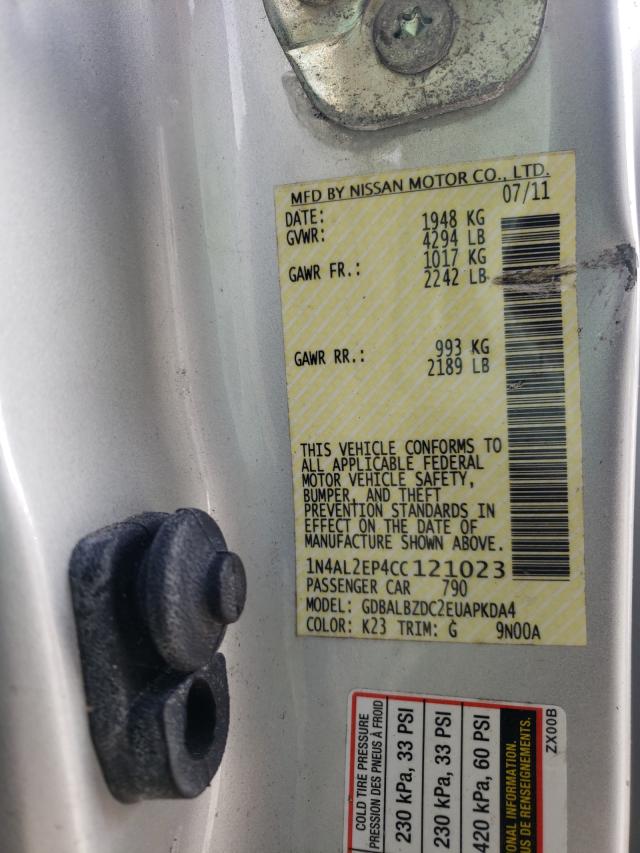 MFD BY NISSAN MOTOR CO., LTD.
DATE: 07/11
GVWR: 1948 KG
4294 LB
GAWR FR.: 1017 KG
2242 LB
GAWR RR.: 993 KG
2189 LB
THIS VEHICLE CONFORMS TO
ALL APPLICABLE FEDERAL
MOTOR VEHICLE SAFETY,
BUMPER, AND THEFT
PREVENTION STANDARDS IN
EFFECT ON THE DATE OF
MANUFACTURE SHOWN ABOVE.
1N4AL2EP4CC121023
PASSENGER CAR 790
MODEL: GDBALBZDC2EUAPKDA4
COLOR: K23 TRIM: G 9N00A
COLD TIRE PRESSURE
PRESSION DES PNEUS À FROID
230 kPa, 33 PSI
230 kPa, 33 PSI
420 kPa, 60 PSI
INFORMATION.
DE RENSEIGNEMENTS.
ZX00B